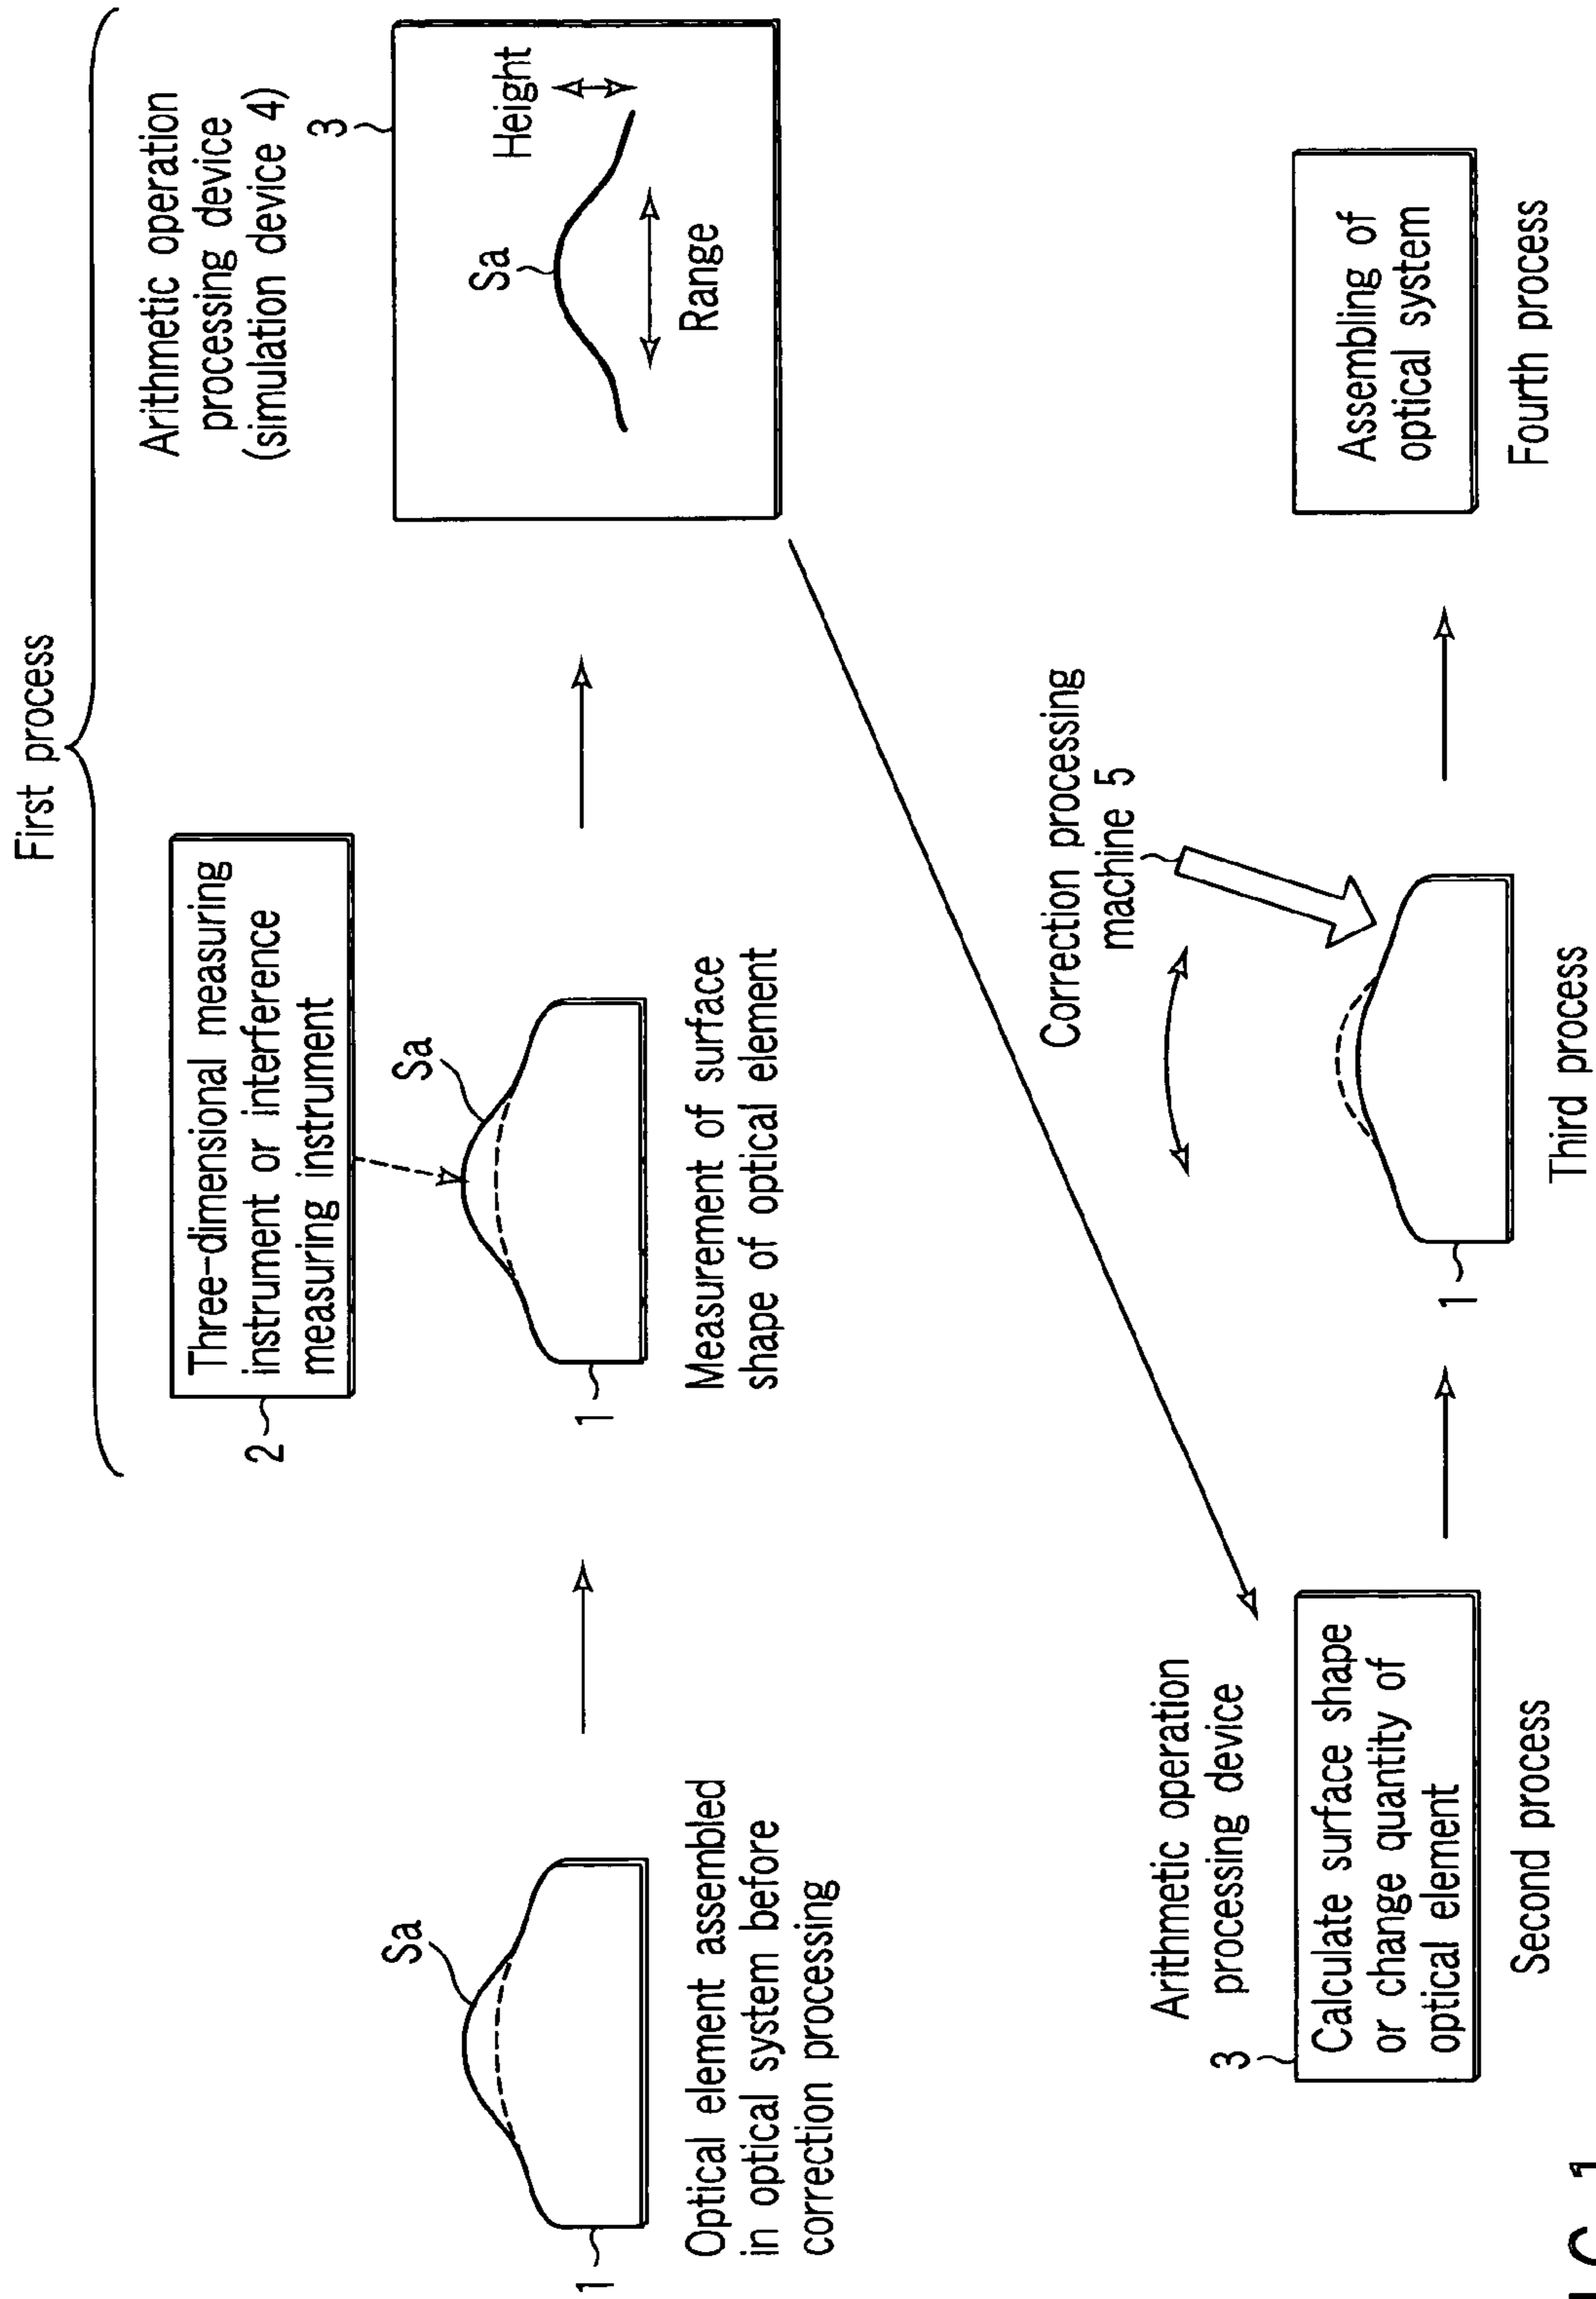 First process
2
Three-dimensional measuring
instrument or interference
measuring instrument
Arithmetic operation
processing device
(simulation device 4)
3
Sa
1
Optical element assembled
in optical system before
correction processing
Sa
1
Measurement of surface
shape of optical element
Sa
Height
Range
Arithmetic operation
processing device
3
Calculate surface shape
or change quantity of
optical element
Second process
Correction processing
machine 5
1
Third process
Assembling of
optical system
Fourth process